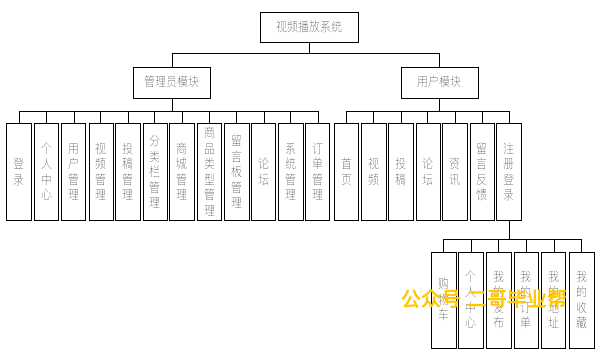 视频播放系统
管理员模块
用户模块
登录
个人中心
用户管理
视频管理
投稿管理
分类栏管理
商城管理
商品类型管理
留言板管理
论坛
系统管理
订单管理
首页
视频
投稿
论坛
资讯
留言反馈
注册登录
购物车
个人中心
我的发布
我的订单
我的地址
我的收藏
公众号 二哥毕业帮